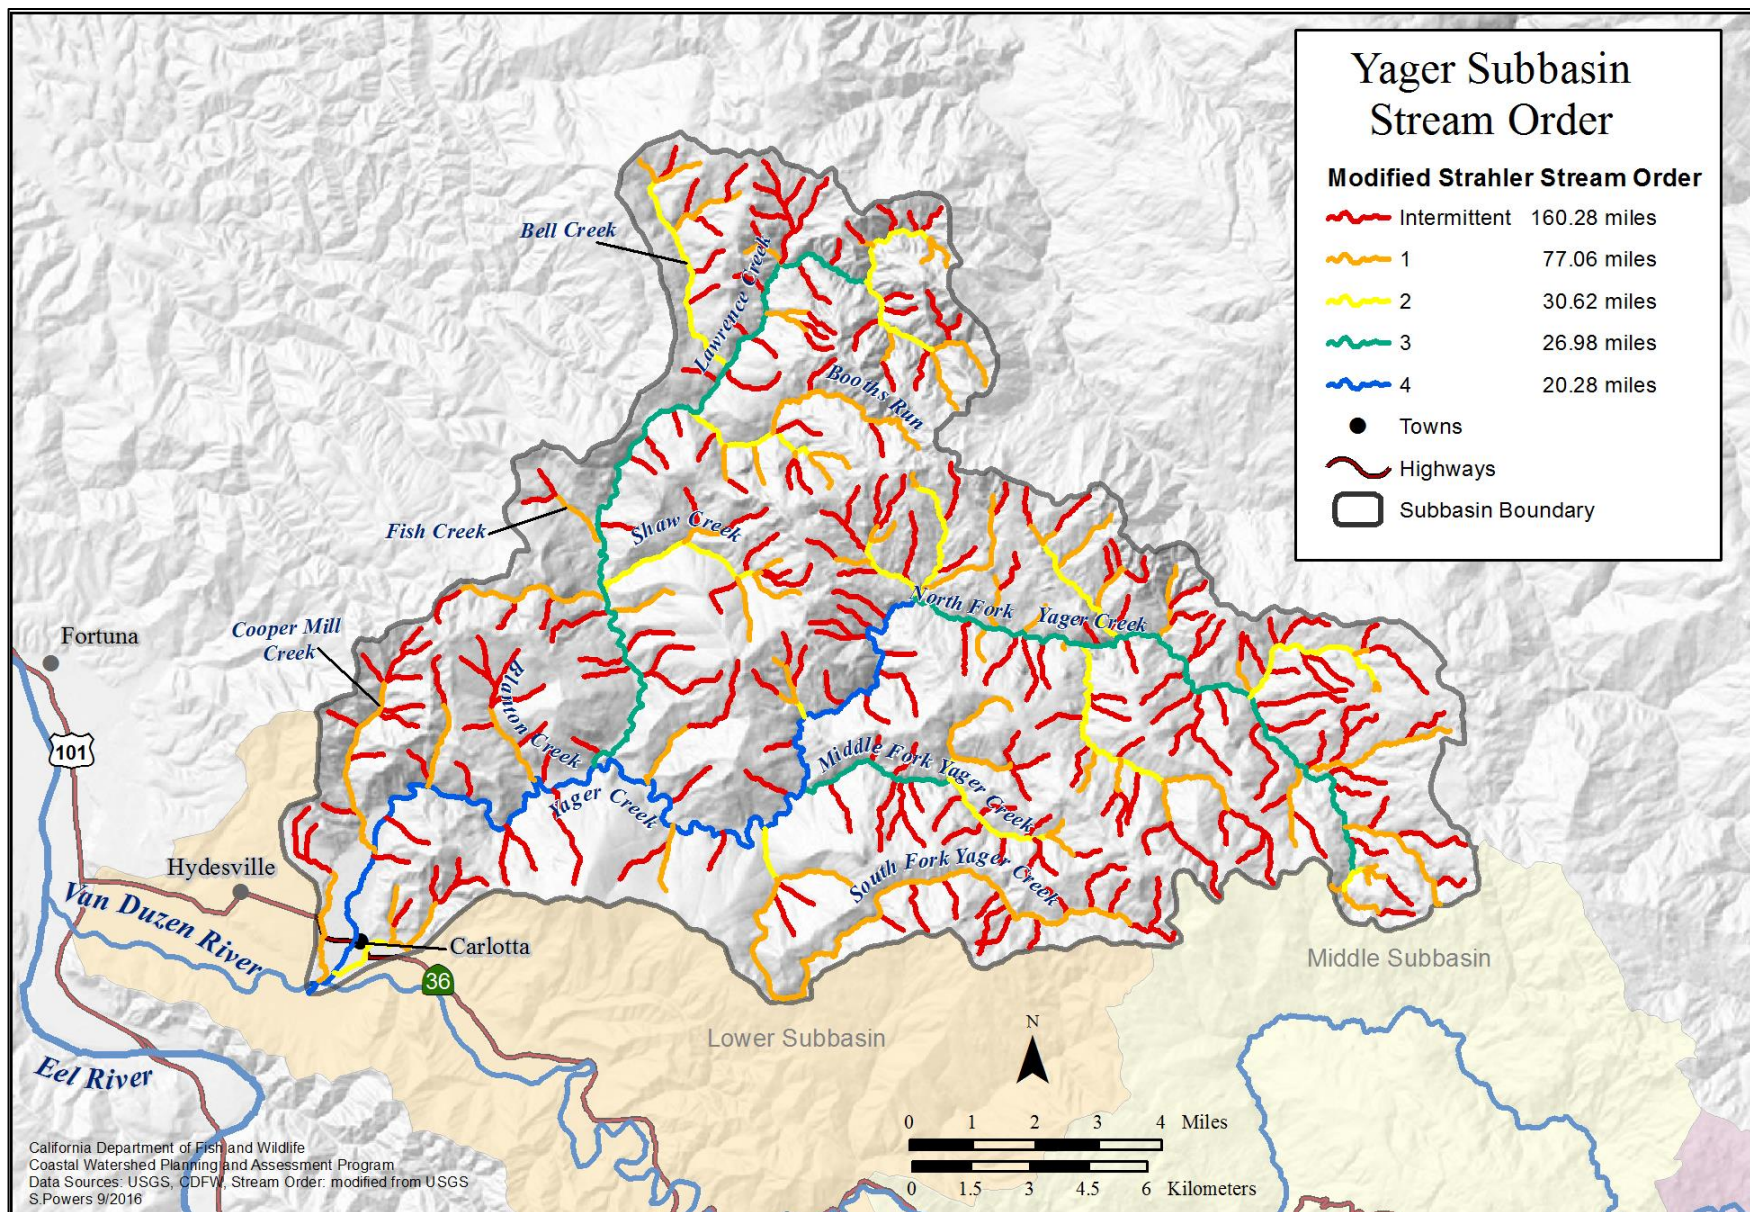 Yager Subbasin
Stream Order
Modified Strahler Stream Order
Intermittent 160.28 miles
1 77.06 miles
2 30.62 miles
3 26.98 miles
4 20.28 miles
Towns
Highways
Subbasin Boundary
Bell Creek
Lawrence Creek
Booths Run
Fish Creek
Shaw Creek
North Fork Yager Creek
Cooper Mill
Creek
Fortuna
Blanton Creek
101
Middle Fork Yager Creek
Yager Creek
South Fork Yager Creek
Hydesville
Van Duzen River
Carlotta
36
Middle Subbasin
Lower Subbasin
Eel River
N
0 1 2 3 4 Miles
0 1.5 3 4.5 6 Kilometers
California Department of Fish and Wildlife
Coastal Watershed Planning and Assessment Program
Data Sources: USGS, CDFW, Stream Order: modified from USGS
S.Powers 9/2016